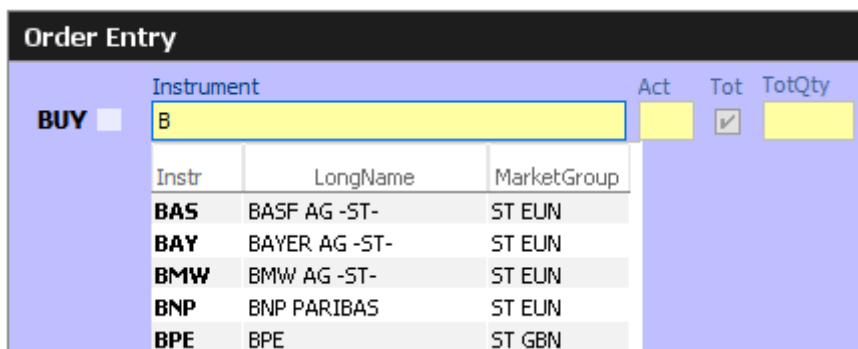 Order Entry
Instrument Act Tot TotQty
BUY B
Instr LongName MarketGroup
BAS BASF AG -ST- ST EUN
BAY BAYER AG -ST- ST EUN
BMW BMW AG -ST- ST EUN
BNP BNP PARIBAS ST EUN
BPE BPE ST GBN